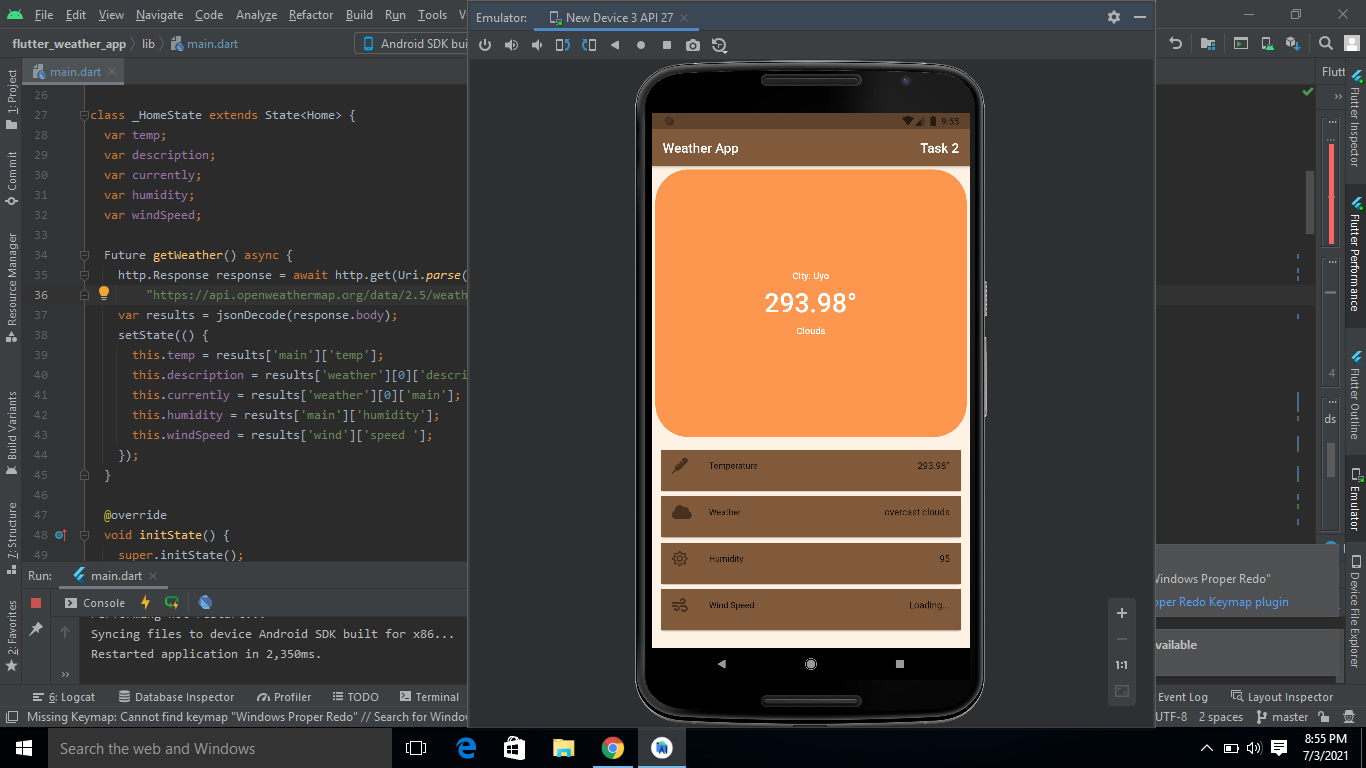 File Edit View Navigate Code Analyze Refactor Build Run Tools V
Emulator: New Device 3 API 27
flutter_weather_app lib main.dart Android SDK bui
main.dart
Flutt
1: Project
Commit
Resource Manager
Build Variants
7: Structure
2: Favorites
26
27 class _HomeState extends State<Home> {
28 var temp;
29 var description;
30 var currently;
31 var humidity;
32 var windSpeed;
33
34 Future getWeather() async {
35 http.Response response = await http.get(Uri.parse(
36 "https://api.openweathermap.org/data/2.5/weath
37 var results = jsonDecode(response.body);
38 setState(() {
39 this.temp = results['main']['temp'];
40 this.description = results['weather'][0]['descri
41 this.currently = results['weather'][0]['main'];
42 this.humidity = results['main']['humidity'];
43 this.windSpeed = results['wind']['speed '];
44 });
45 }
46
47 @override
48 void initState() {
49 super.initState();
9:55
Weather App Task 2
City: Uyo
293.98°
Clouds
Temperature 293.98°
Weather overcast clouds
Humidity 95
Wind Speed Loading...
1:1
Flutter Inspector
Flutter Performance
Flutter Outline
Emulator
Device File Explorer
4
ds
Run: main.dart
Console
Syncing files to device Android SDK built for x86...
Restarted application in 2,350ms.
Windows Proper Redo"
oper Redo Keymap plugin
vailable
6: Logcat Database Inspector Profiler TODO Terminal
Event Log Layout Inspector
Missing Keymap: Cannot find keymap "Windows Proper Redo" // Search for Windo
UTF-8 2 spaces master
Search the web and Windows
8:55 PM
7/3/2021